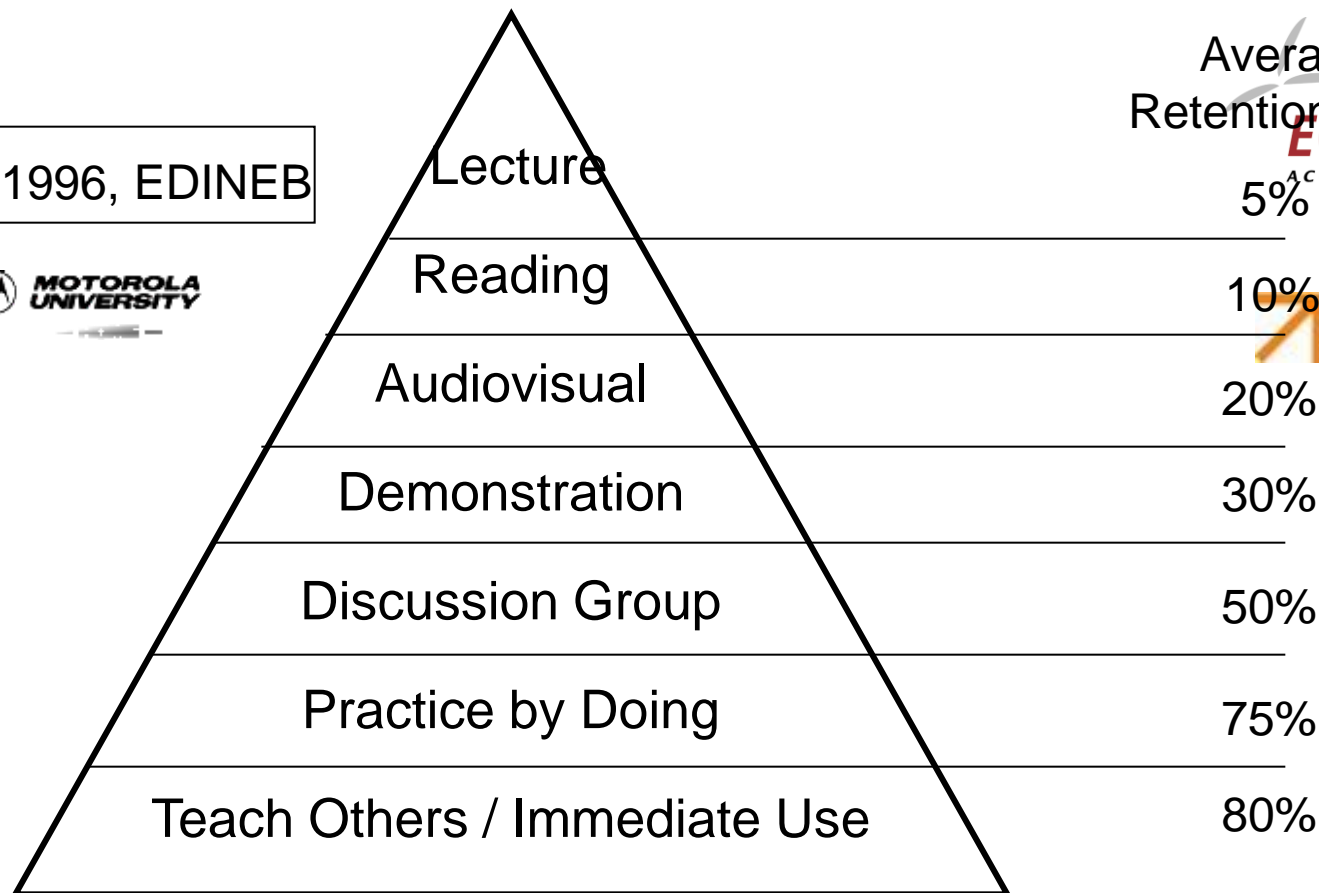 Avera
Retention
1996, EDINEB
MOTOROLA
UNIVERSITY
Lecture
5%
Reading
10%
Audiovisual
20%
Demonstration
30%
Discussion Group
50%
Practice by Doing
75%
Teach Others / Immediate Use
80%